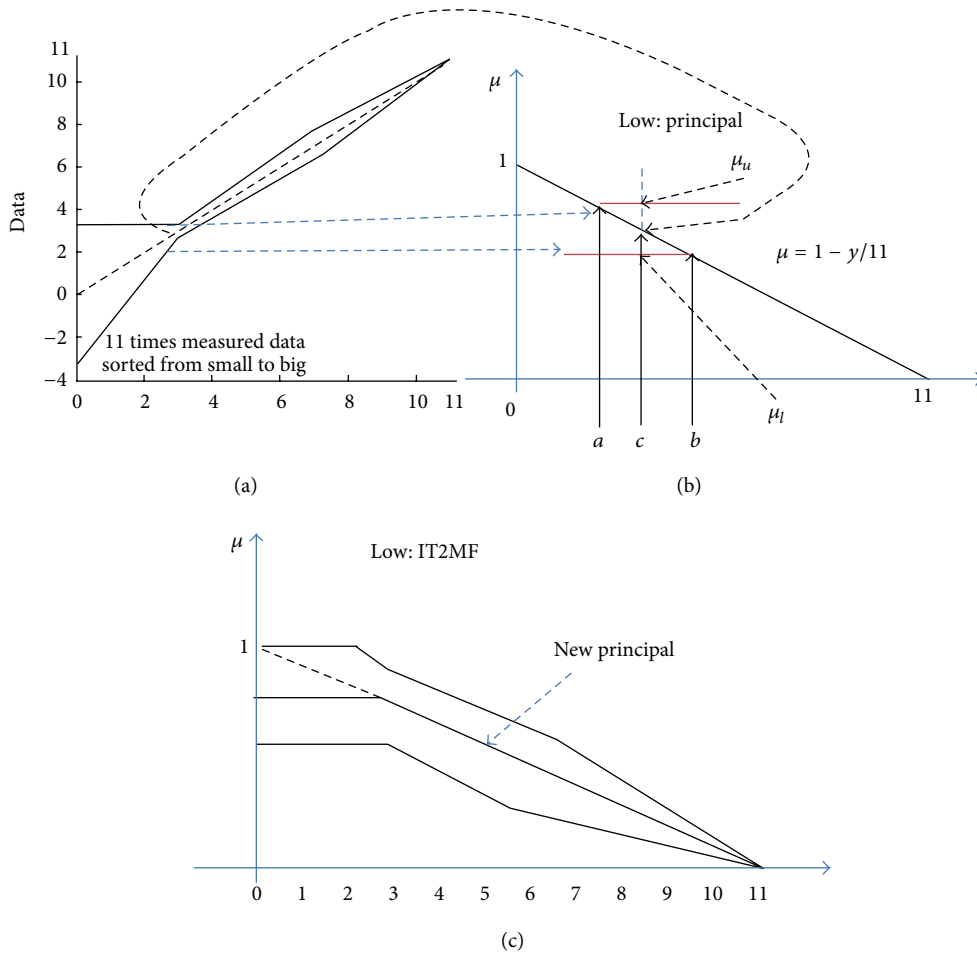 11
10
8
6
4
2
0
−2
−4
Data
11 times measured data
sorted from small to big
0 2 4 6 8 10 11
(a)
μ
Low: principal
1
μu
μ = 1 − y/11
μl
0
11
a c b
(b)
μ
Low: IT2MF
1
New principal
0 1 2 3 4 5 6 7 8 9 10 11
(c)